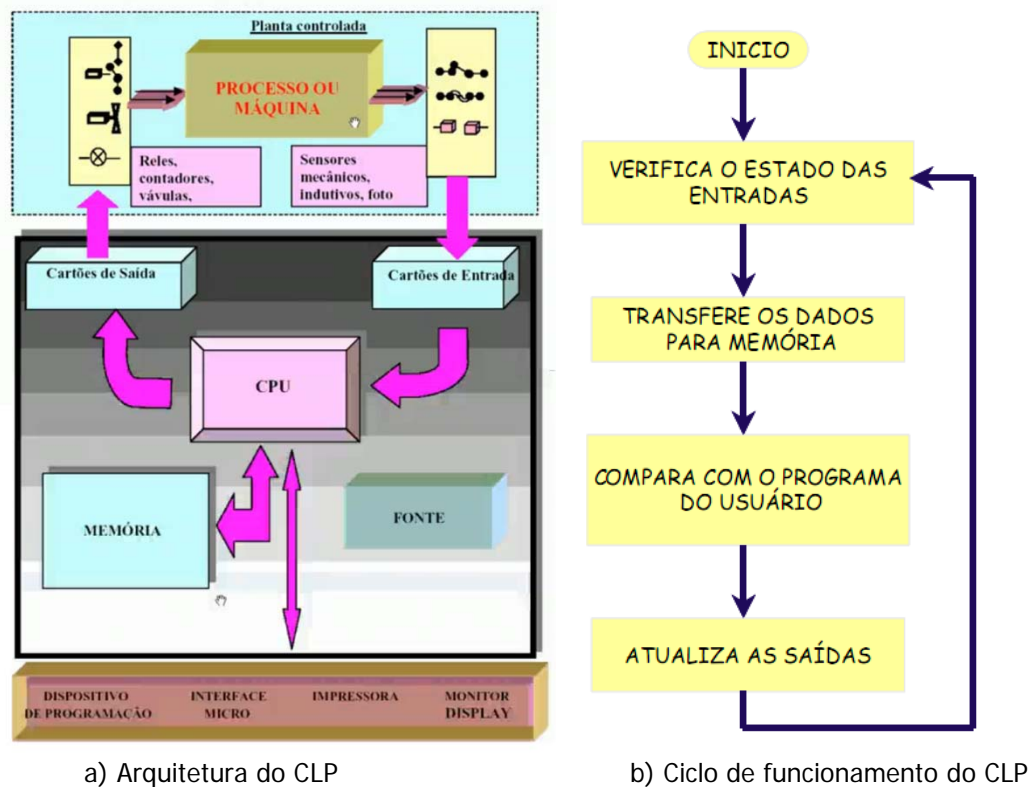 Planta controlada
PROCESSO OU
MÁQUINA
Reles,
contadores,
vávulas,
Sensores
mecânicos,
indutivos, foto
Cartões de Saída
Cartões de Entrada
CPU
MEMÓRIA
FONTE
DISPOSITIVO
DE PROGRAMAÇÃO
INTERFACE
MICRO
IMPRESSORA
MONITOR
DISPLAY
a) Arquitetura do CLP
INICIO
VERIFICA O ESTADO DAS
ENTRADAS
TRANSFERE OS DADOS
PARA MEMÓRIA
COMPARA COM O PROGRAMA
DO USUÁRIO
ATUALIZA AS SAÍDAS
b) Ciclo de funcionamento do CLP